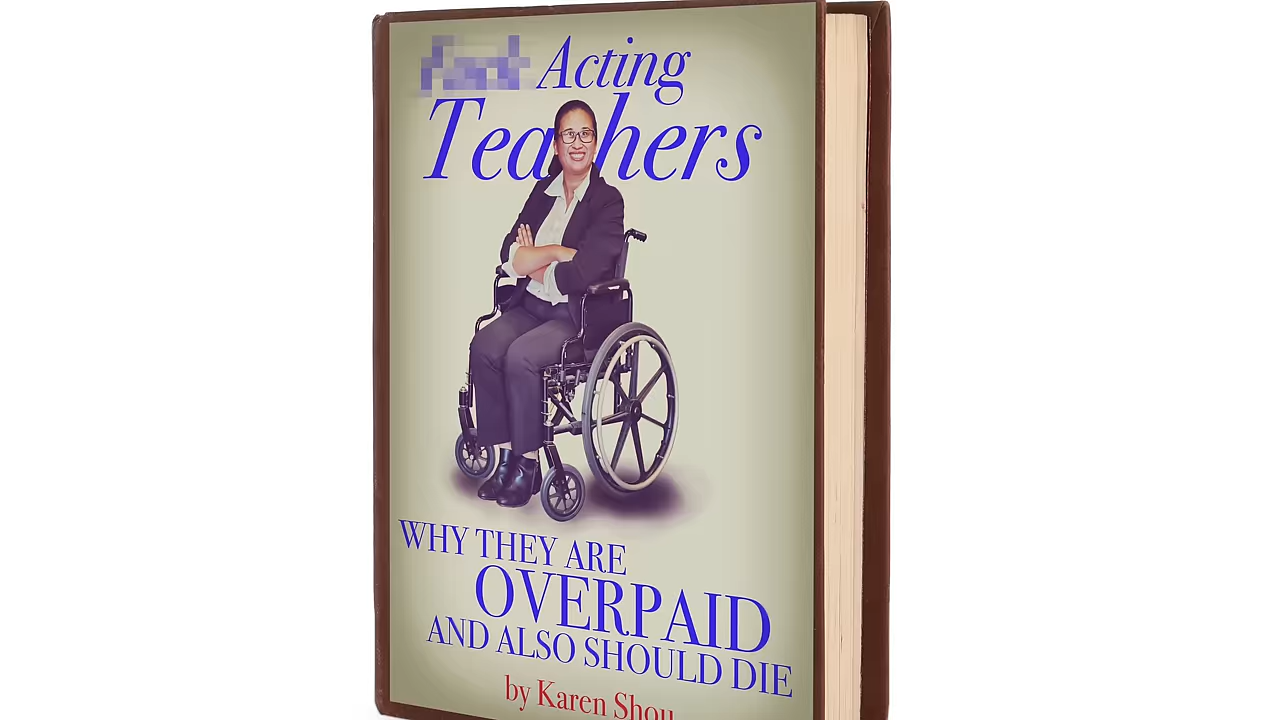 Acting
Teachers
WHY THEY ARE
OVERPAID
AND ALSO SHOULD DIE
by Karen Shou